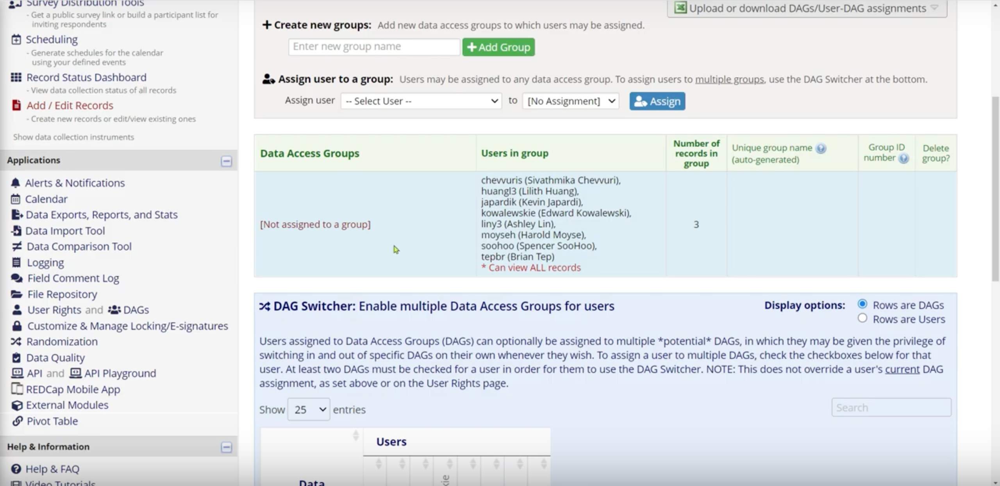 Survey Distribution Tools
- Get a public survey link or build a participant list for
inviting respondents
Scheduling
- Generate schedules for the calendar
using your defined events
Record Status Dashboard
- View data collection status of all records
Add / Edit Records
- Create new records or edit/view existing ones
Show data collection instruments
Applications
Alerts & Notifications
Calendar
Data Exports, Reports, and Stats
Data Import Tool
Data Comparison Tool
Logging
Field Comment Log
File Repository
User Rights and DAGs
Customize & Manage Locking/E-signatures
Randomization
Data Quality
API and API Playground
REDCap Mobile App
External Modules
Pivot Table
Help & Information
Help & FAQ
Video Tutorials
Upload or download DAGs/User-DAG assignments
Create new groups: Add new data access groups to which users may be assigned.
Enter new group name
Add Group
Assign user to a group: Users may be assigned to any data access group. To assign users to multiple groups, use the DAG Switcher at the bottom.
Assign user -- Select User -- to [No Assignment] Assign
Data Access Groups
Users in group
Number of
records in
group
Unique group name
(auto-generated)
Group ID
number
Delete
group?
[Not assigned to a group]
chevvuris (Sivathmika Chevvuri),
huangl3 (Lilith Huang),
japardik (Kevin Japardi),
kowalewskie (Edward Kowalewski),
liny3 (Ashley Lin),
moyseh (Harold Moyse),
soohoo (Spencer SooHoo),
tepbr (Brian Tep)
* Can view ALL records
3
DAG Switcher: Enable multiple Data Access Groups for users
Display options:
Rows are DAGs
Rows are Users
Users assigned to Data Access Groups (DAGs) can optionally be assigned to multiple *potential* DAGs, in which they may be given the privilege of
switching in and out of specific DAGs on their own whenever they wish. To assign a user to multiple DAGs, check the checkboxes below for that
user. At least two DAGs must be checked for a user in order for them to use the DAG Switcher. NOTE: This does not override a user's current DAG
assignment, as set above or on the User Rights page.
Show 25 entries
Search
Users
Data
kie